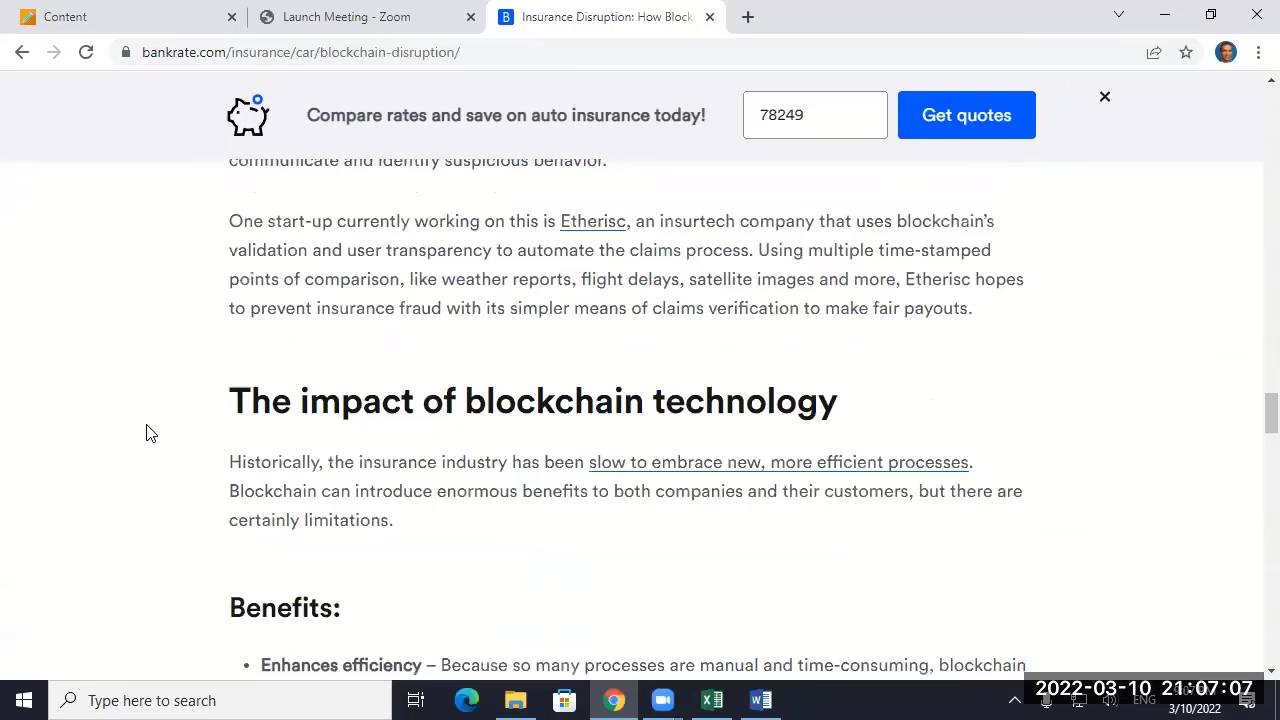 Content
Launch Meeting - Zoom
Insurance Disruption: How Block
bankrate.com/insurance/car/blockchain-disruption/
Compare rates and save on auto insurance today!
78249
Get quotes
communicate and identify suspicious behavior.
One start-up currently working on this is Etherisc, an insurtech company that uses blockchain’s
validation and user transparency to automate the claims process. Using multiple time-stamped
points of comparison, like weather reports, flight delays, satellite images and more, Etherisc hopes
to prevent insurance fraud with its simpler means of claims verification to make fair payouts.
The impact of blockchain technology
Historically, the insurance industry has been slow to embrace new, more efficient processes.
Blockchain can introduce enormous benefits to both companies and their customers, but there are
certainly limitations.
Benefits:
• Enhances efficiency – Because so many processes are manual and time-consuming, blockchain
Type here to search
ENG
2022-03-10 21:07:07
3/10/2022